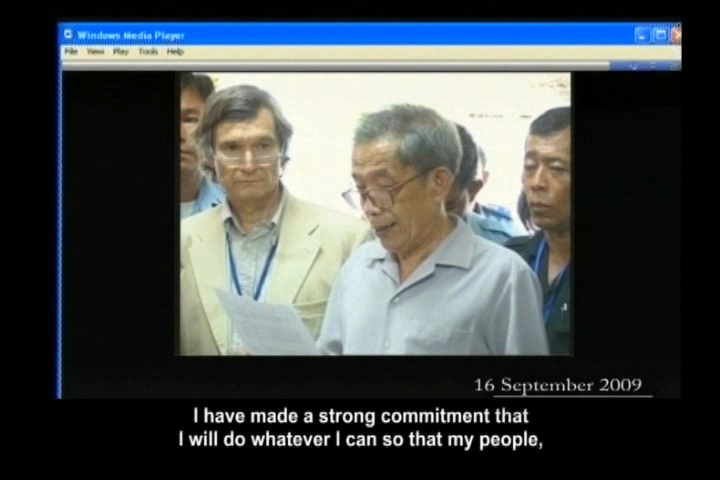 Windows Media Player
File View Play Tools Help
16 September 2009
I have made a strong commitment that
I will do whatever I can so that my people,